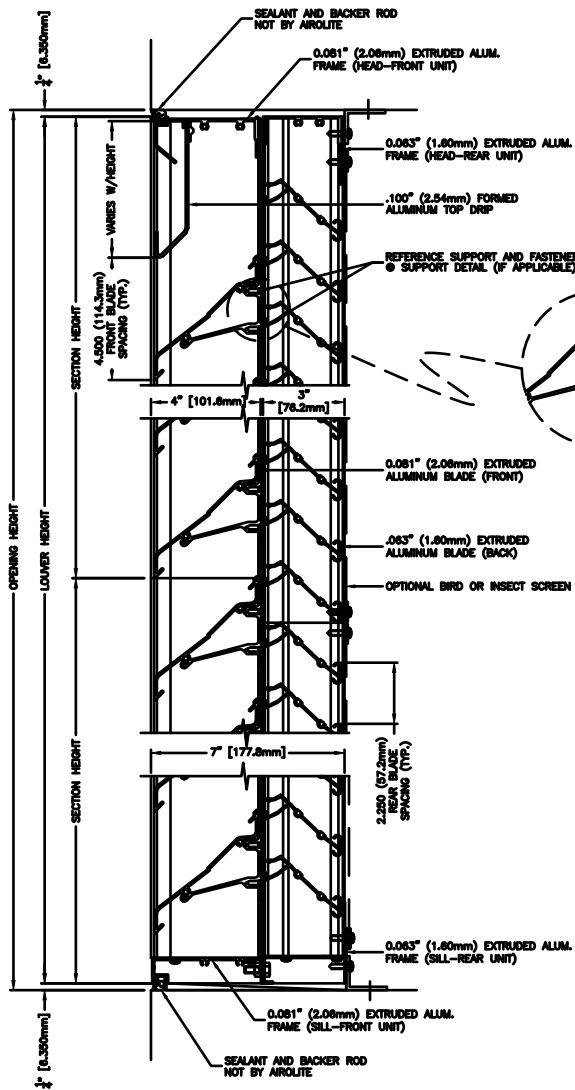 SEALANT AND BACKER ROD
NOT BY AIROLITE
0.081" (2.06mm) EXTRUDED ALUM.
FRAME (HEAD-FRONT UNIT)
1/4" [6.350mm]
0.063" (1.60mm) EXTRUDED ALUM.
FRAME (HEAD-REAR UNIT)
VARIES W/HEIGHT
.100" (2.54mm) FORMED
ALUMINUM TOP DRIP
REFERENCE SUPPORT AND FASTENE
@ SUPPORT DETAIL (IF APPLICABLE)
4.500 (114.3mm)
FRONT BLADE
SPACING (TYP.)
SECTION HEIGHT
4" [101.6mm]
3"
[76.2mm]
OPENING HEIGHT
LOUVER HEIGHT
0.081" (2.06mm) EXTRUDED
ALUMINUM BLADE (FRONT)
.063" (1.60mm) EXTRUDED
ALUMINUM BLADE (BACK)
OPTIONAL BIRD OR INSECT SCREEN
7" [177.8mm]
2.250 (57.2mm)
REAR BLADE
SPACING (TYP.)
SECTION HEIGHT
0.063" (1.60mm) EXTRUDED ALUM.
FRAME (SILL-REAR UNIT)
0.081" (2.06mm) EXTRUDED ALUM.
FRAME (SILL-FRONT UNIT)
1/4" [6.350mm]
SEALANT AND BACKER ROD
NOT BY AIROLITE